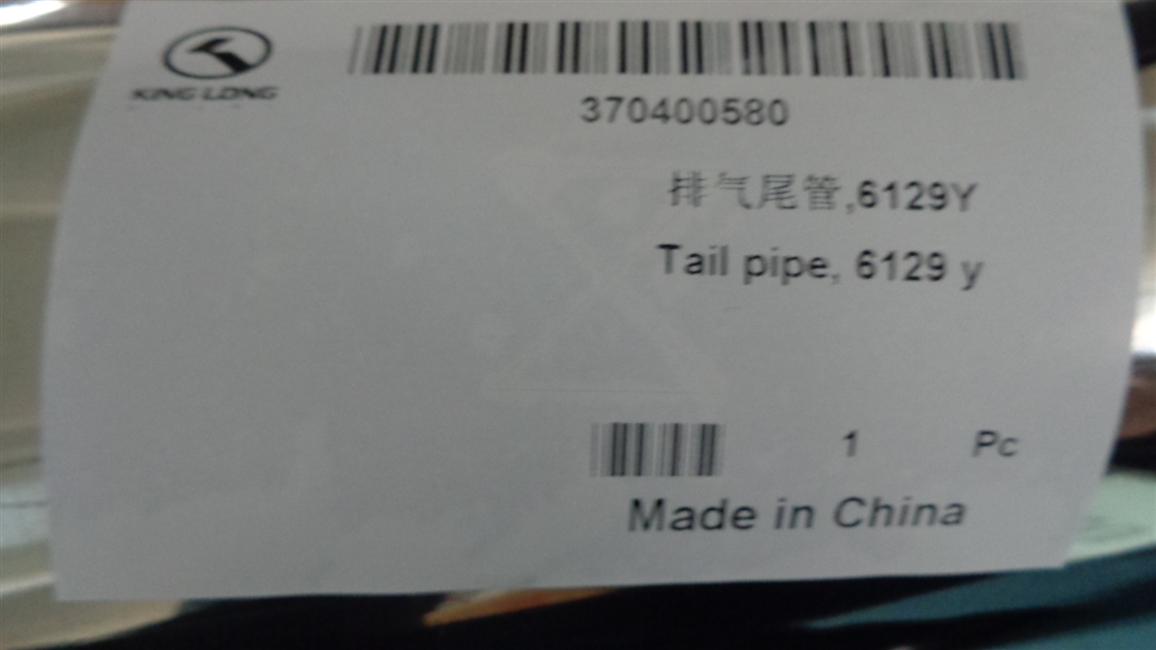 KING LONG
370400580
排气尾管,6129Y
Tail pipe, 6129 y
1 Pc
Made in China